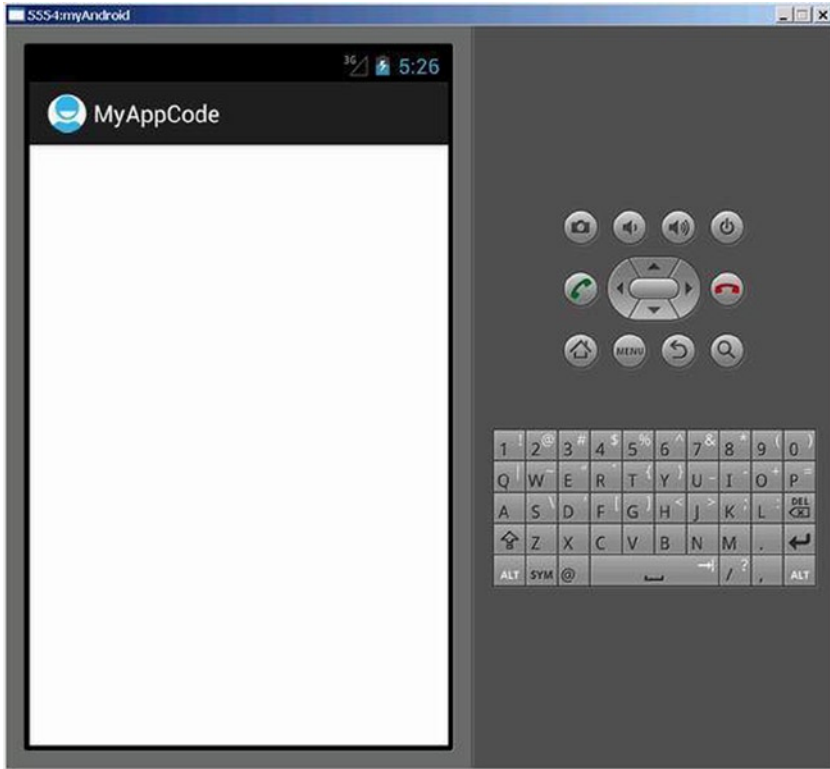 5554:myAndroid
3G 5:26
MyAppCode
MENU
1 ! 2 @ 3 # 4 $ 5 % 6 ^ 7 & 8 * 9 ( 0 )
Q | W ~ E " R ` T { Y } U _ I - O + P =
A S \ D ' F [ G ] H < J > K ; L : DEL
Z X C V B N M .
ALT SYM @ / ? , ALT